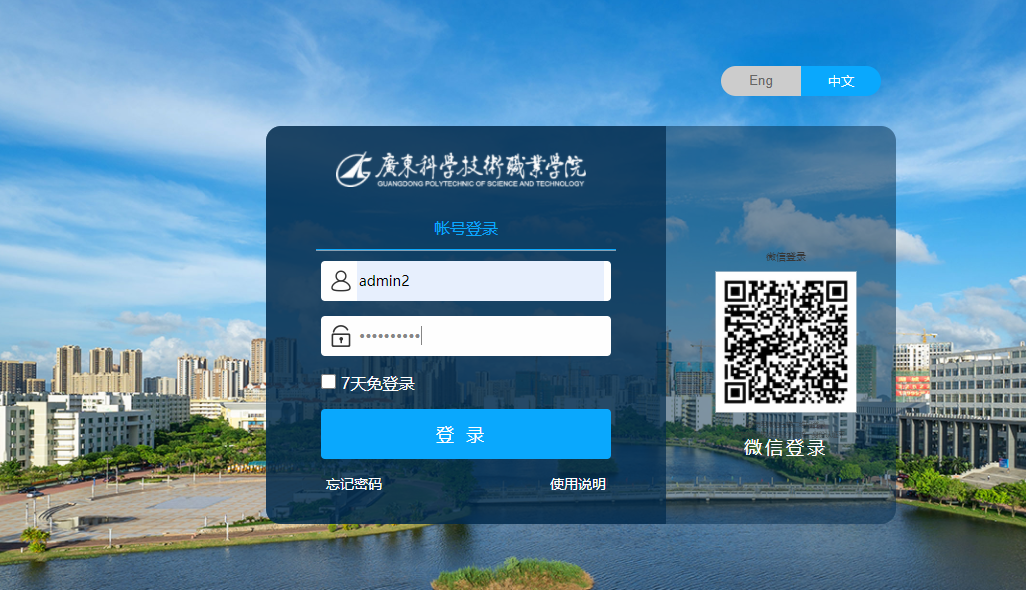 Eng 中文
廣東科学技術職業学院
GUANGDONG POLYTECHNIC OF SCIENCE AND TECHNOLOGY
帐号登录
admin2
••••••••••
7天免登录
登 录
忘记密码 使用说明
微信登录
微信登录